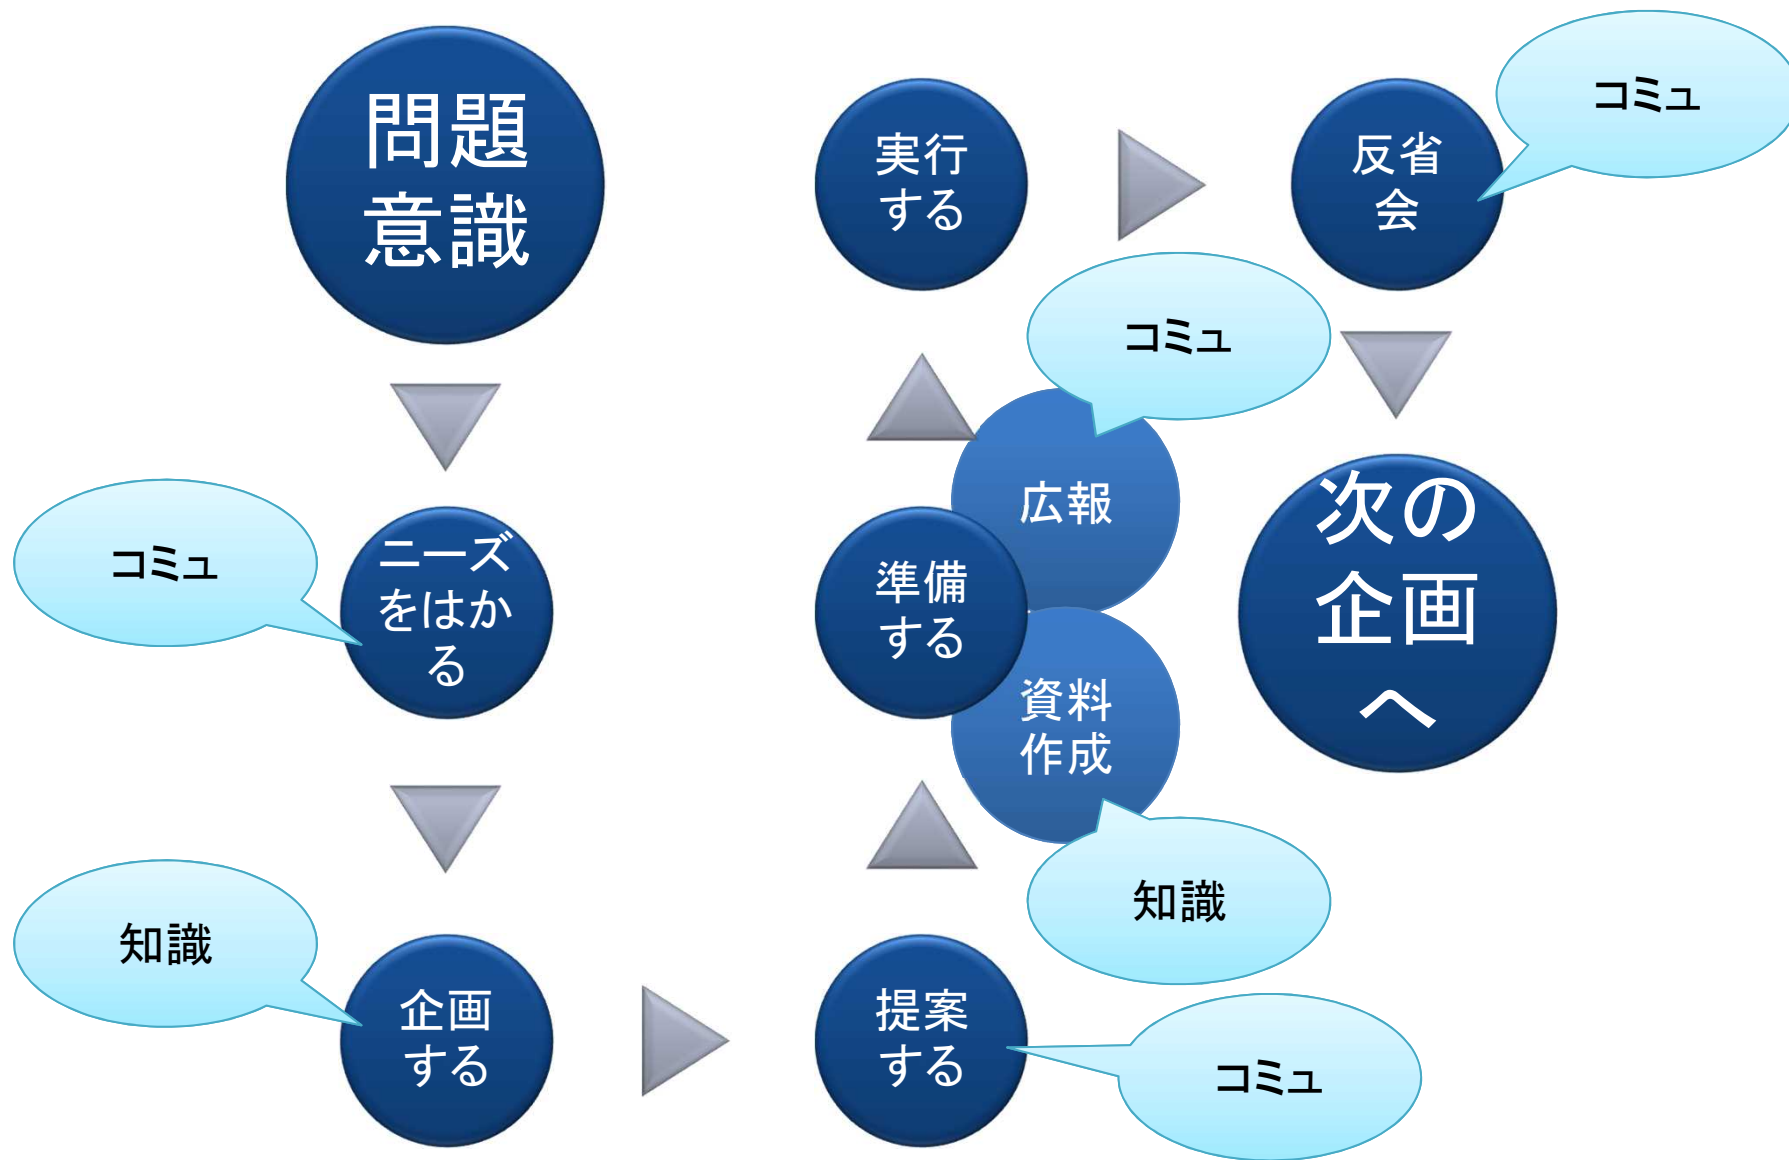 問題
意識
コミュ
ニーズ
をはか
る
知識
企画
する
提案
する
コミュ
準備
する
広報
コミュ
資料
作成
知識
実行
する
反省
会
コミュ
次の
企画
へ